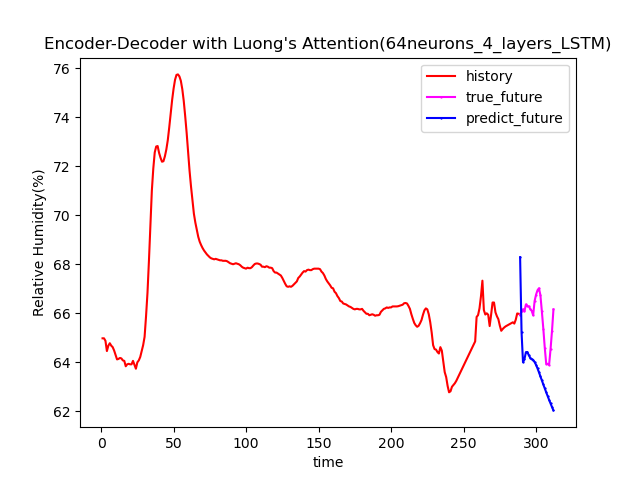 Encoder-Decoder with Luong's Attention(64neurons_4_layers_LSTM)
history
true_future
predict_future
Relative Humidity(%)
76
74
72
70
68
66
64
62
0 50 100 150 200 250 300
time